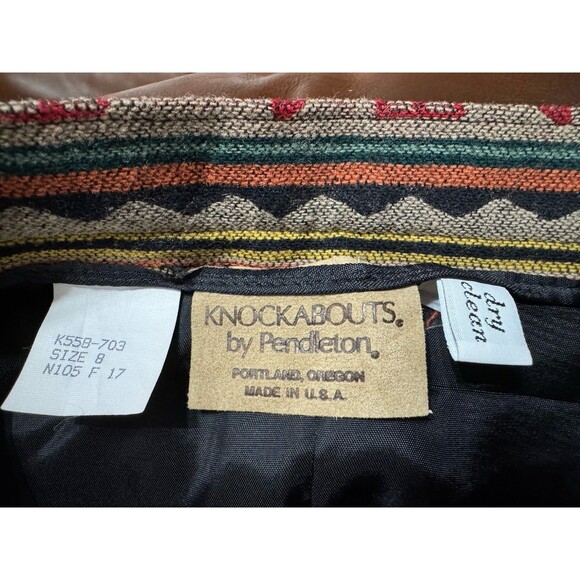 K558-703
SIZE 8
N105 F 17
KNOCKABOUTS®
by Pendleton®
PORTLAND, OREGON
MADE IN U.S.A.
dry
clean